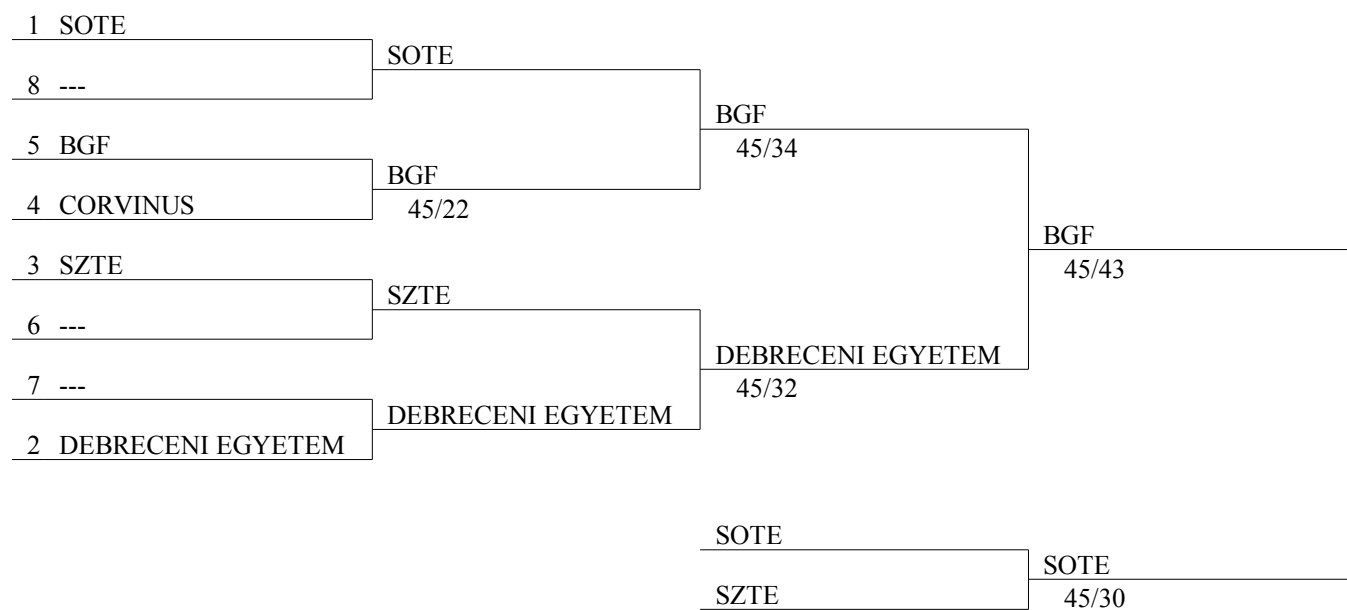 1 SOTE
SOTE
8 ---
BGF
45/34
5 BGF
BGF
45/22
4 CORVINUS
BGF
45/43
3 SZTE
SZTE
6 ---
DEBRECENI EGYETEM
45/32
7 ---
DEBRECENI EGYETEM
2 DEBRECENI EGYETEM
SOTE
SOTE
45/30
SZTE